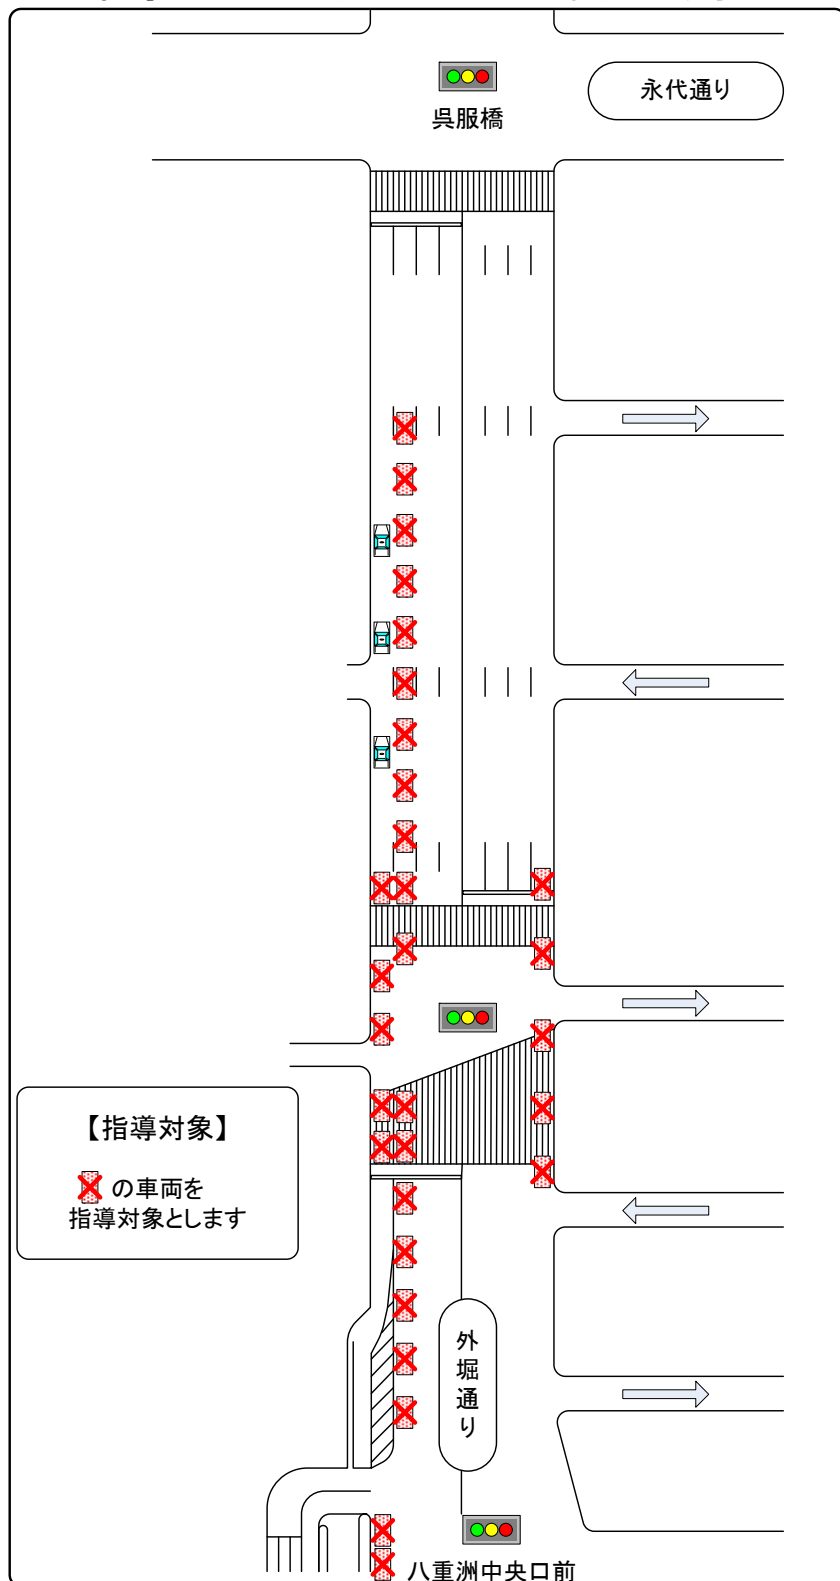 永代通り
呉服橋
【指導対象】
の車両を
指導対象とします
外堀通り
八重洲中央口前